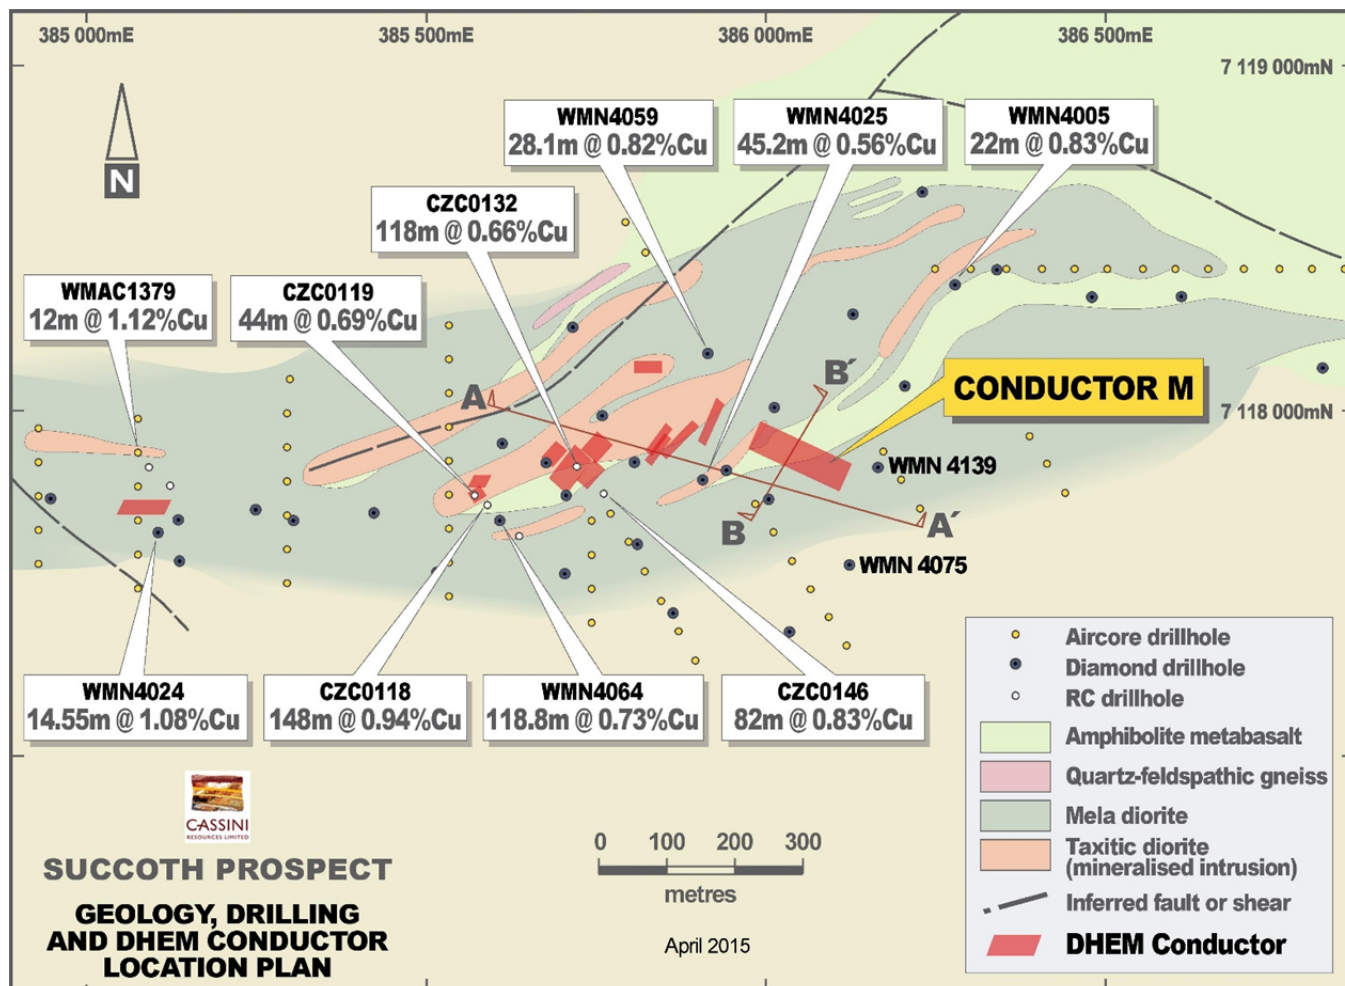 385 000mE
385 500mE
386 000mE
386 500mE
7 119 000mN
N
WMN4059
28.1m @ 0.82%Cu
WMN4025
45.2m @ 0.56%Cu
WMN4005
22m @ 0.83%Cu
CZC0132
118m @ 0.66%Cu
WMAC1379
12m @ 1.12%Cu
CZC0119
44m @ 0.69%Cu
A
B´
CONDUCTOR M
7 118 000mN
WMN 4139
B
A´
WMN 4075
WMN4024
14.55m @ 1.08%Cu
CZC0118
148m @ 0.94%Cu
WMN4064
118.8m @ 0.73%Cu
CZC0146
82m @ 0.83%Cu
Aircore drillhole
Diamond drillhole
RC drillhole
Amphibolite metabasalt
Quartz-feldspathic gneiss
Mela diorite
Taxitic diorite
(mineralised intrusion)
Inferred fault or shear
DHEM Conductor
CASSINI
RESOURCES LIMITED
SUCCOTH PROSPECT
GEOLOGY, DRILLING
AND DHEM CONDUCTOR
LOCATION PLAN
0 100 200 300
metres
April 2015